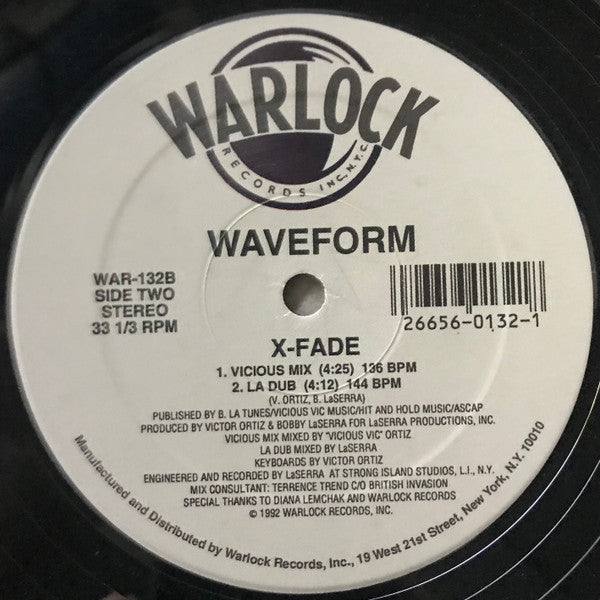 WARLOCK
RECORDS INC. N.Y.C.
WAVEFORM
WAR-132B
SIDE TWO
STEREO
33 1/3 RPM
26656-0132-1
X-FADE
1. VICIOUS MIX (4:25) 136 BPM
2. LA DUB (4:12) 144 BPM
(V. ORTIZ, B. LaSERRA)
PUBLISHED BY B. LA TUNES/VICIOUS VIC MUSIC/HIT AND HOLD MUSIC/ASCAP
PRODUCED BY VICTOR ORTIZ & BOBBY LaSERRA FOR LaSERRA PRODUCTIONS, INC.
VICIOUS MIX MIXED BY "VICIOUS VIC" ORTIZ
LA DUB MIXED BY LaSERRA
KEYBOARDS BY VICTOR ORTIZ
ENGINEERED AND RECORDED BY LaSERRA AT STRONG ISLAND STUDIOS, L.I., N.Y.
MIX CONSULTANT: TERRENCE TREND C/O BRITISH INVASION
SPECIAL THANKS TO DIANA LEMCHAK AND WARLOCK RECORDS
© 1992 WARLOCK RECORDS, INC.
Manufactured and Distributed by Warlock Records, Inc., 19 West 21st Street, New York, N.Y. 10010